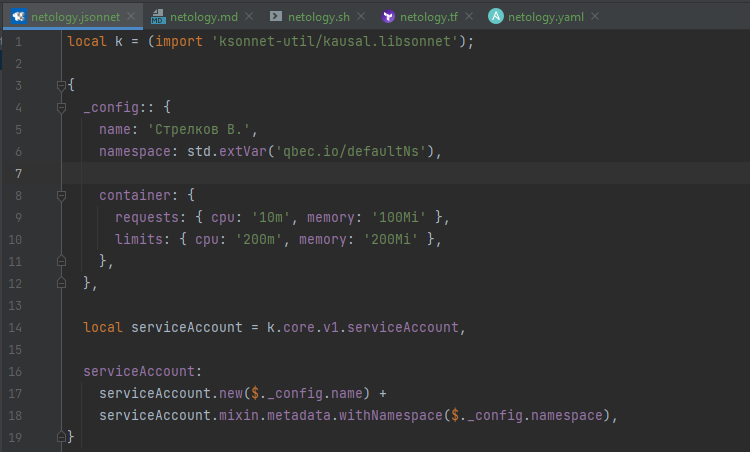 netology.jsonnet netology.md netology.sh netology.tf netology.yaml
1 local k = (import 'ksonnet-util/kausal.libsonnet');
2
3 {
4   _config:: {
5     name: 'Стрелков В.',
6     namespace: std.extVar('qbec.io/defaultNs'),
7
8     container: {
9       requests: { cpu: '10m', memory: '100Mi' },
10       limits: { cpu: '200m', memory: '200Mi' },
11     },
12   },
13
14   local serviceAccount = k.core.v1.serviceAccount,
15
16   serviceAccount:
17     serviceAccount.new($._config.name) +
18     serviceAccount.mixin.metadata.withNamespace($._config.namespace),
19 }